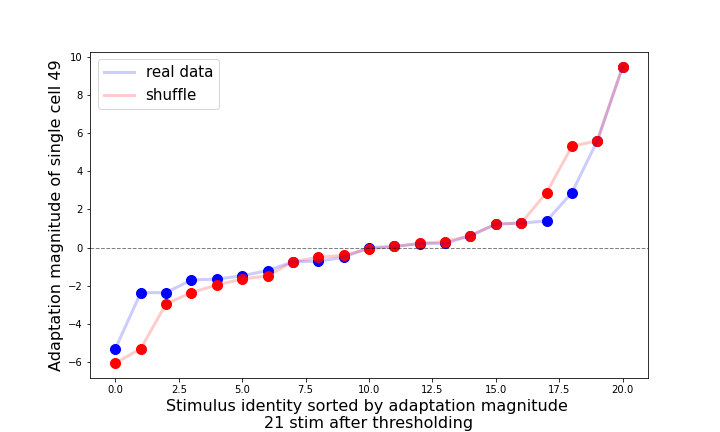 10
8
6
4
2
0
−2
−4
−6
Adaptation magnitude of single cell 49
real data
shuffle
0.0 2.5 5.0 7.5 10.0 12.5 15.0 17.5 20.0
Stimulus identity sorted by adaptation magnitude
21 stim after thresholding